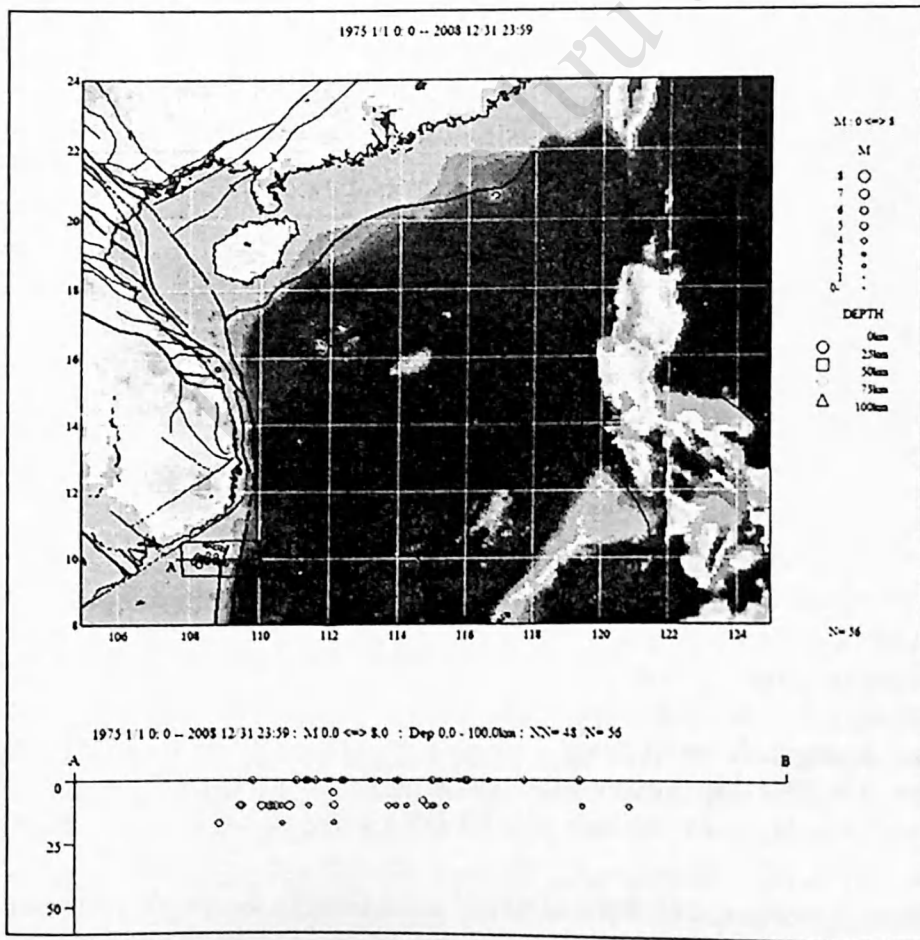 1975 1/1 0: 0 -- 2008 12/31 23:59
24
22
20
18
16
14
12
10
8
106 108 110 112 114 116 118 120 122 124
A
M : 0 <=> 8
M
8
7
6
5
4
3
DEPTH
0km
25km
50km
75km
100km
N= 56
1975 1/1 0: 0 -- 2008 12/31 23:59 : M 0.0 <=> 8.0 : Dep 0.0 - 100.0km : NN= 48 / N= 56
A B
0
25
50